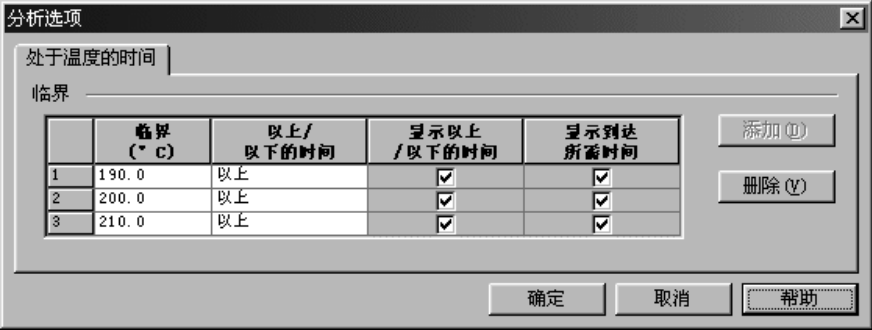 分析选项
处于温度的时间
临界
临界 以上/ 显示以上 显示到达
(° C) 以下的时间 /以下的时间 所需时间
1 190.0 以上
2 200.0 以上
3 210.0 以上
添加(D)
删除(V)
确定 取消 帮助